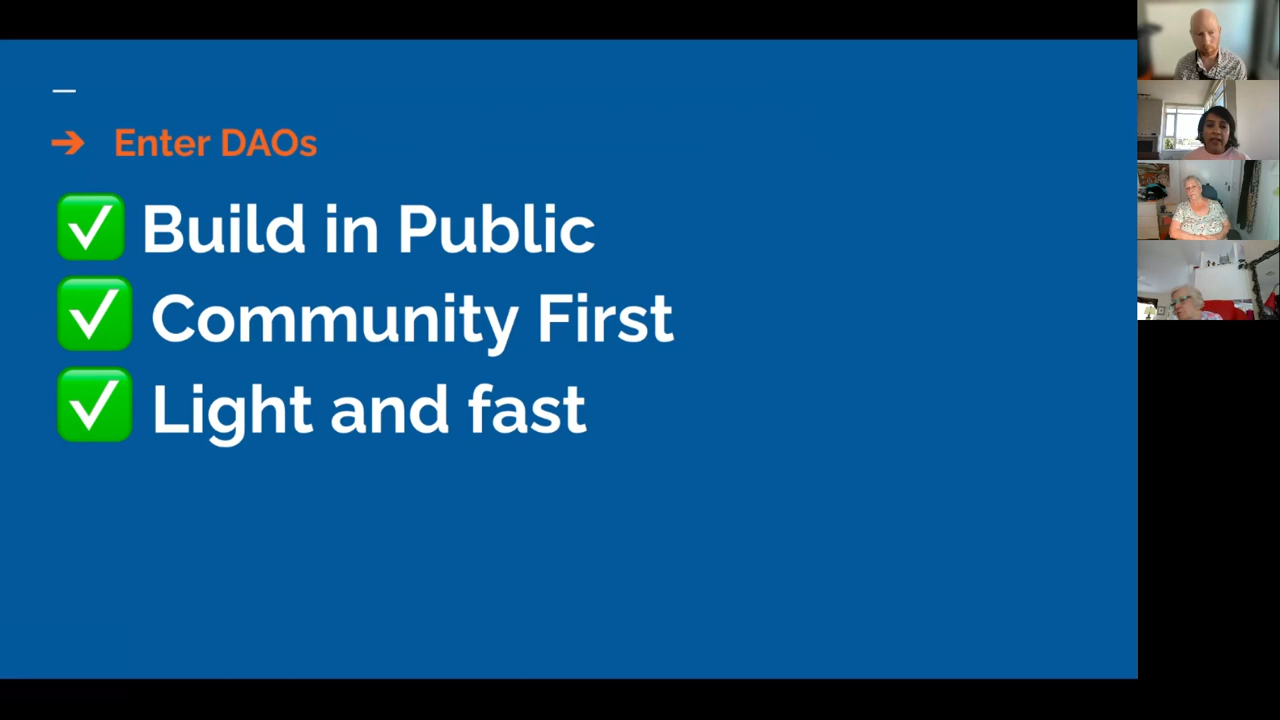 ➔ Enter DAOs
✅ Build in Public
✅ Community First
✅ Light and fast